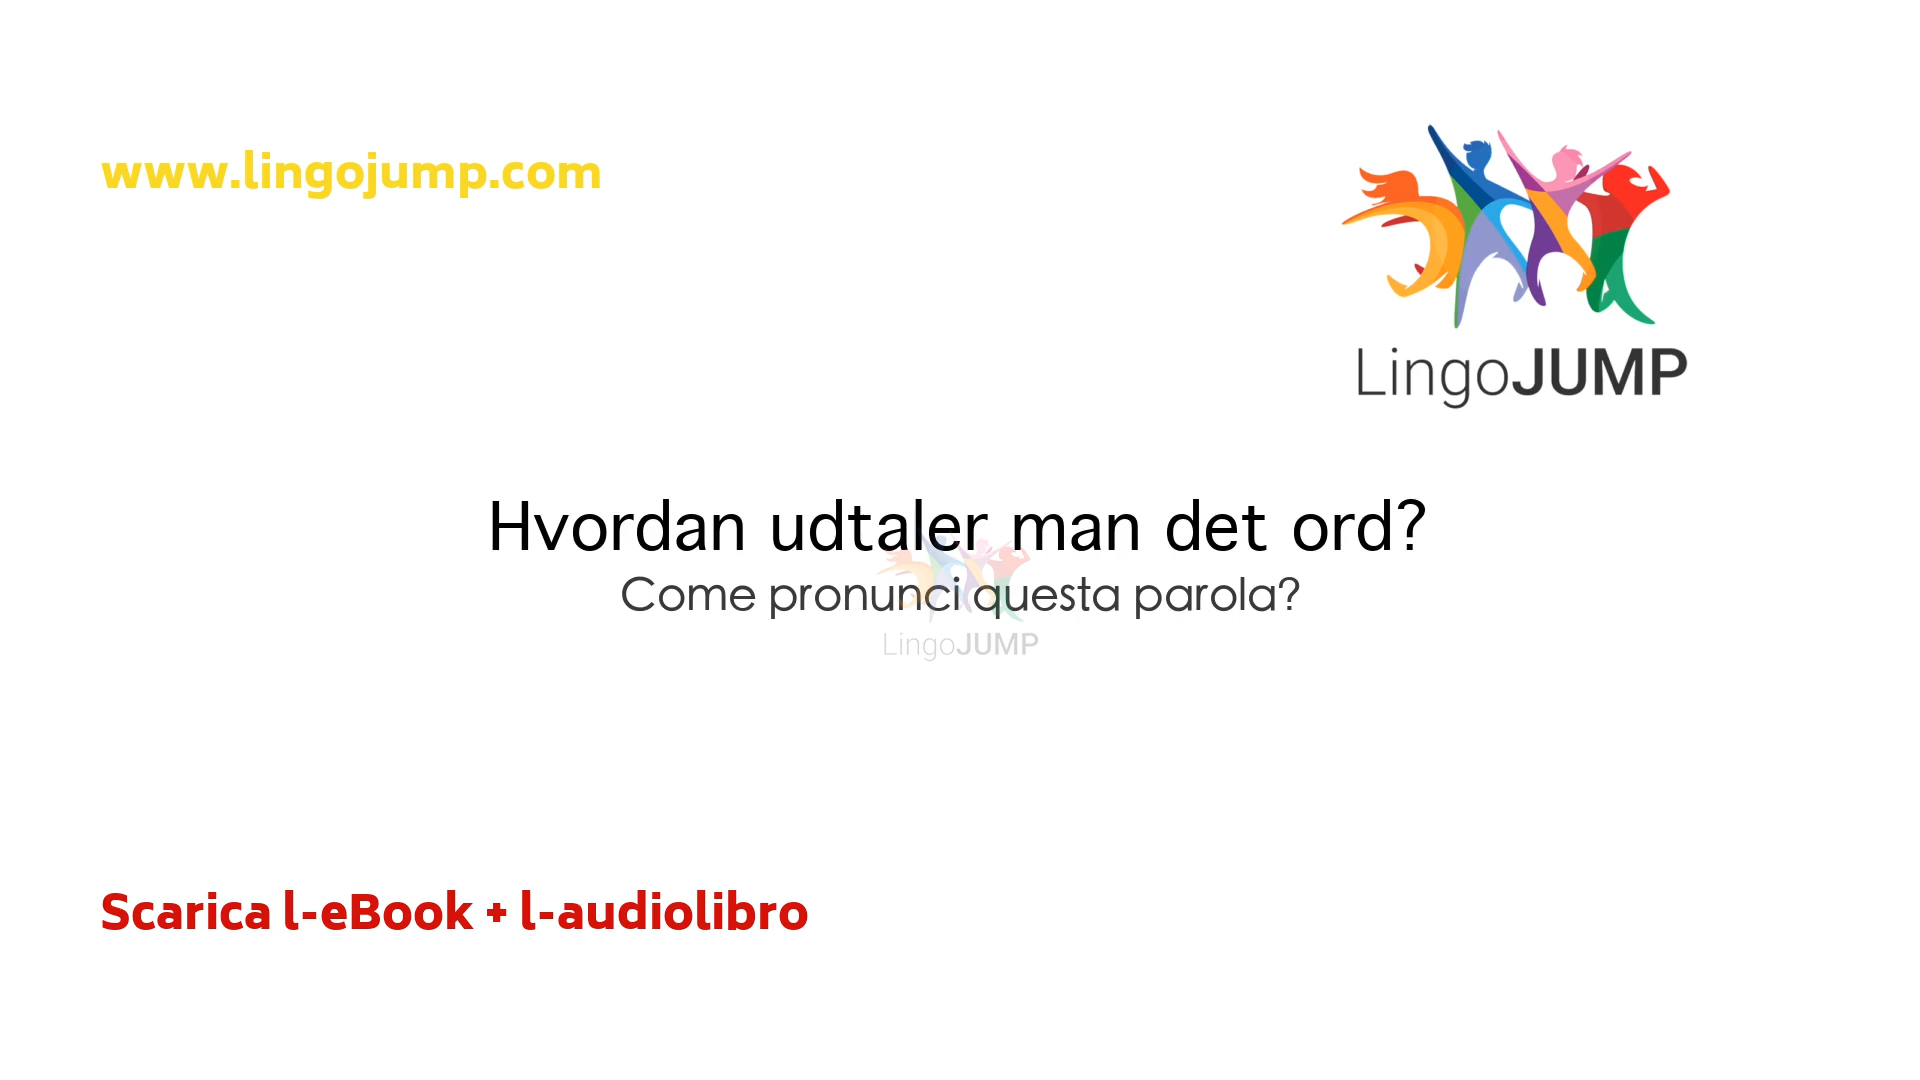 www.lingojump.com
LingoJUMP
Hvordan udtaler man det ord?
Come pronunci questa parola?
LingoJUMP
Scarica l-eBook + l-audiolibro